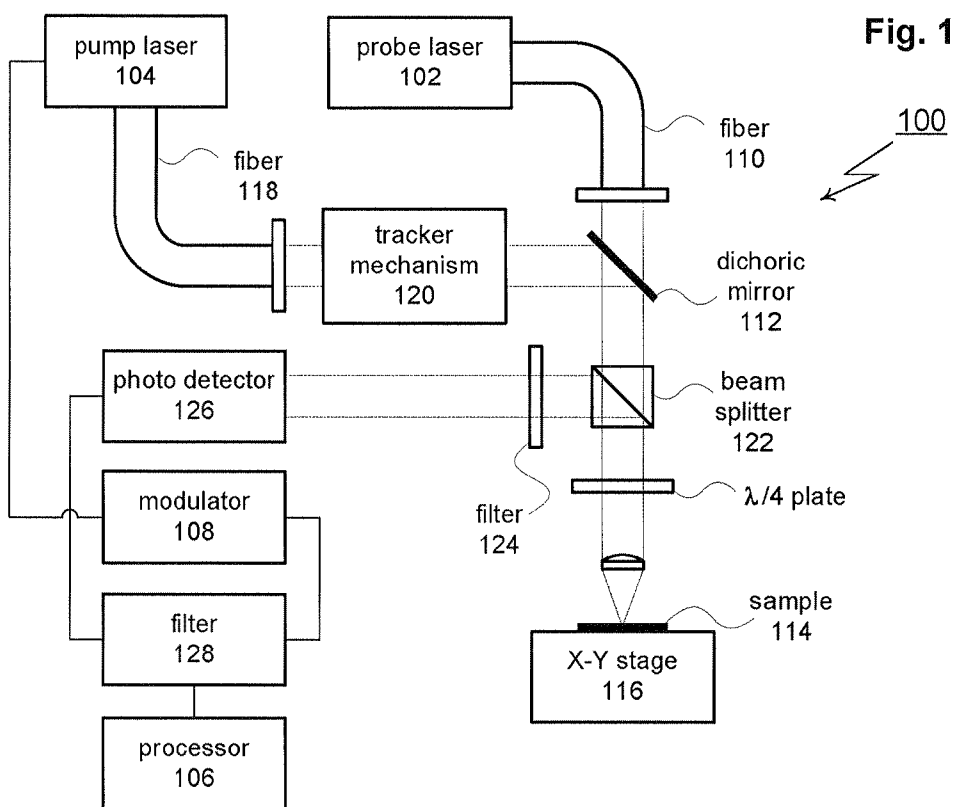 Fig. 1
pump laser
104
probe laser
102
100
fiber
110
fiber
118
tracker
mechanism
120
dichoric
mirror
112
photo detector
126
beam
splitter
122
modulator
108
filter
124
λ/4 plate
filter
128
sample
114
X-Y stage
116
processor
106